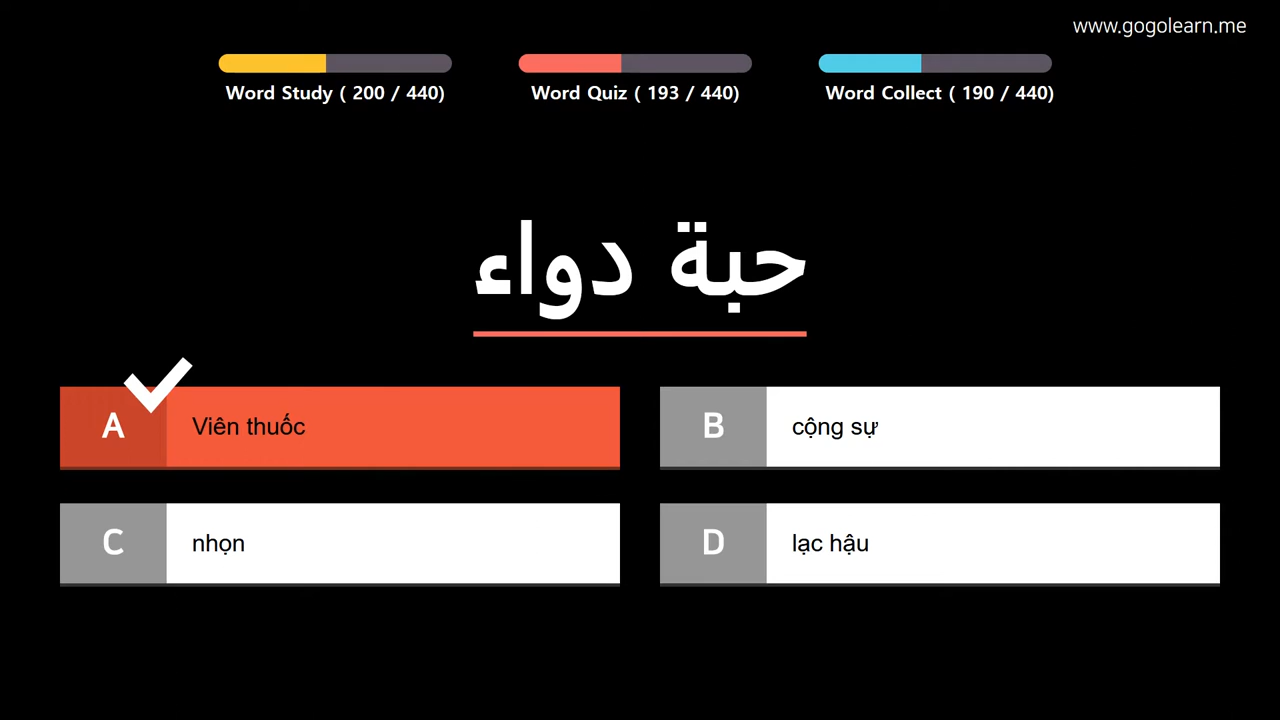 www.gogolearn.me
Word Study ( 200 / 440)
Word Quiz ( 193 / 440)
Word Collect ( 190 / 440)
حبة دواء
A Viên thuốc
B cộng sự
C nhọn
D lạc hậu